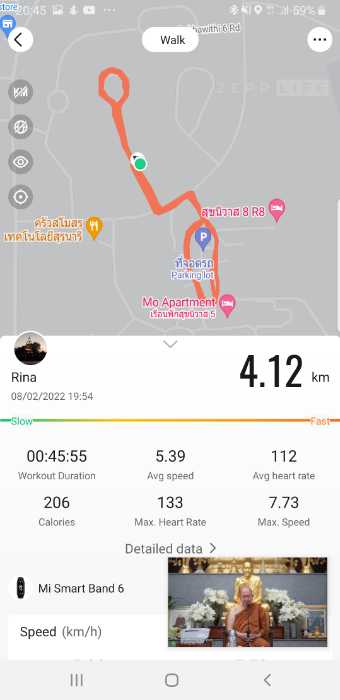 store
20:45
59%
Walk
howithi 6 Rd
ZEPP LIFE
สุขนิวาส 8 R8
ครัวสโมสร
เทคโนโลยีสุรนารี
P
ที่จอดรถ
Parking lot
Mo Apartment
เรือนพักสุขนิวาส 5
Rina
4.12 km
08/02/2022 19:54
Slow
Fast
00:45:55
5.39
112
Workout Duration
Avg speed
Avg heart rate
206
133
7.73
Calories
Max. Heart Rate
Max. Speed
Detailed data
Mi Smart Band 6
Speed (km/h)